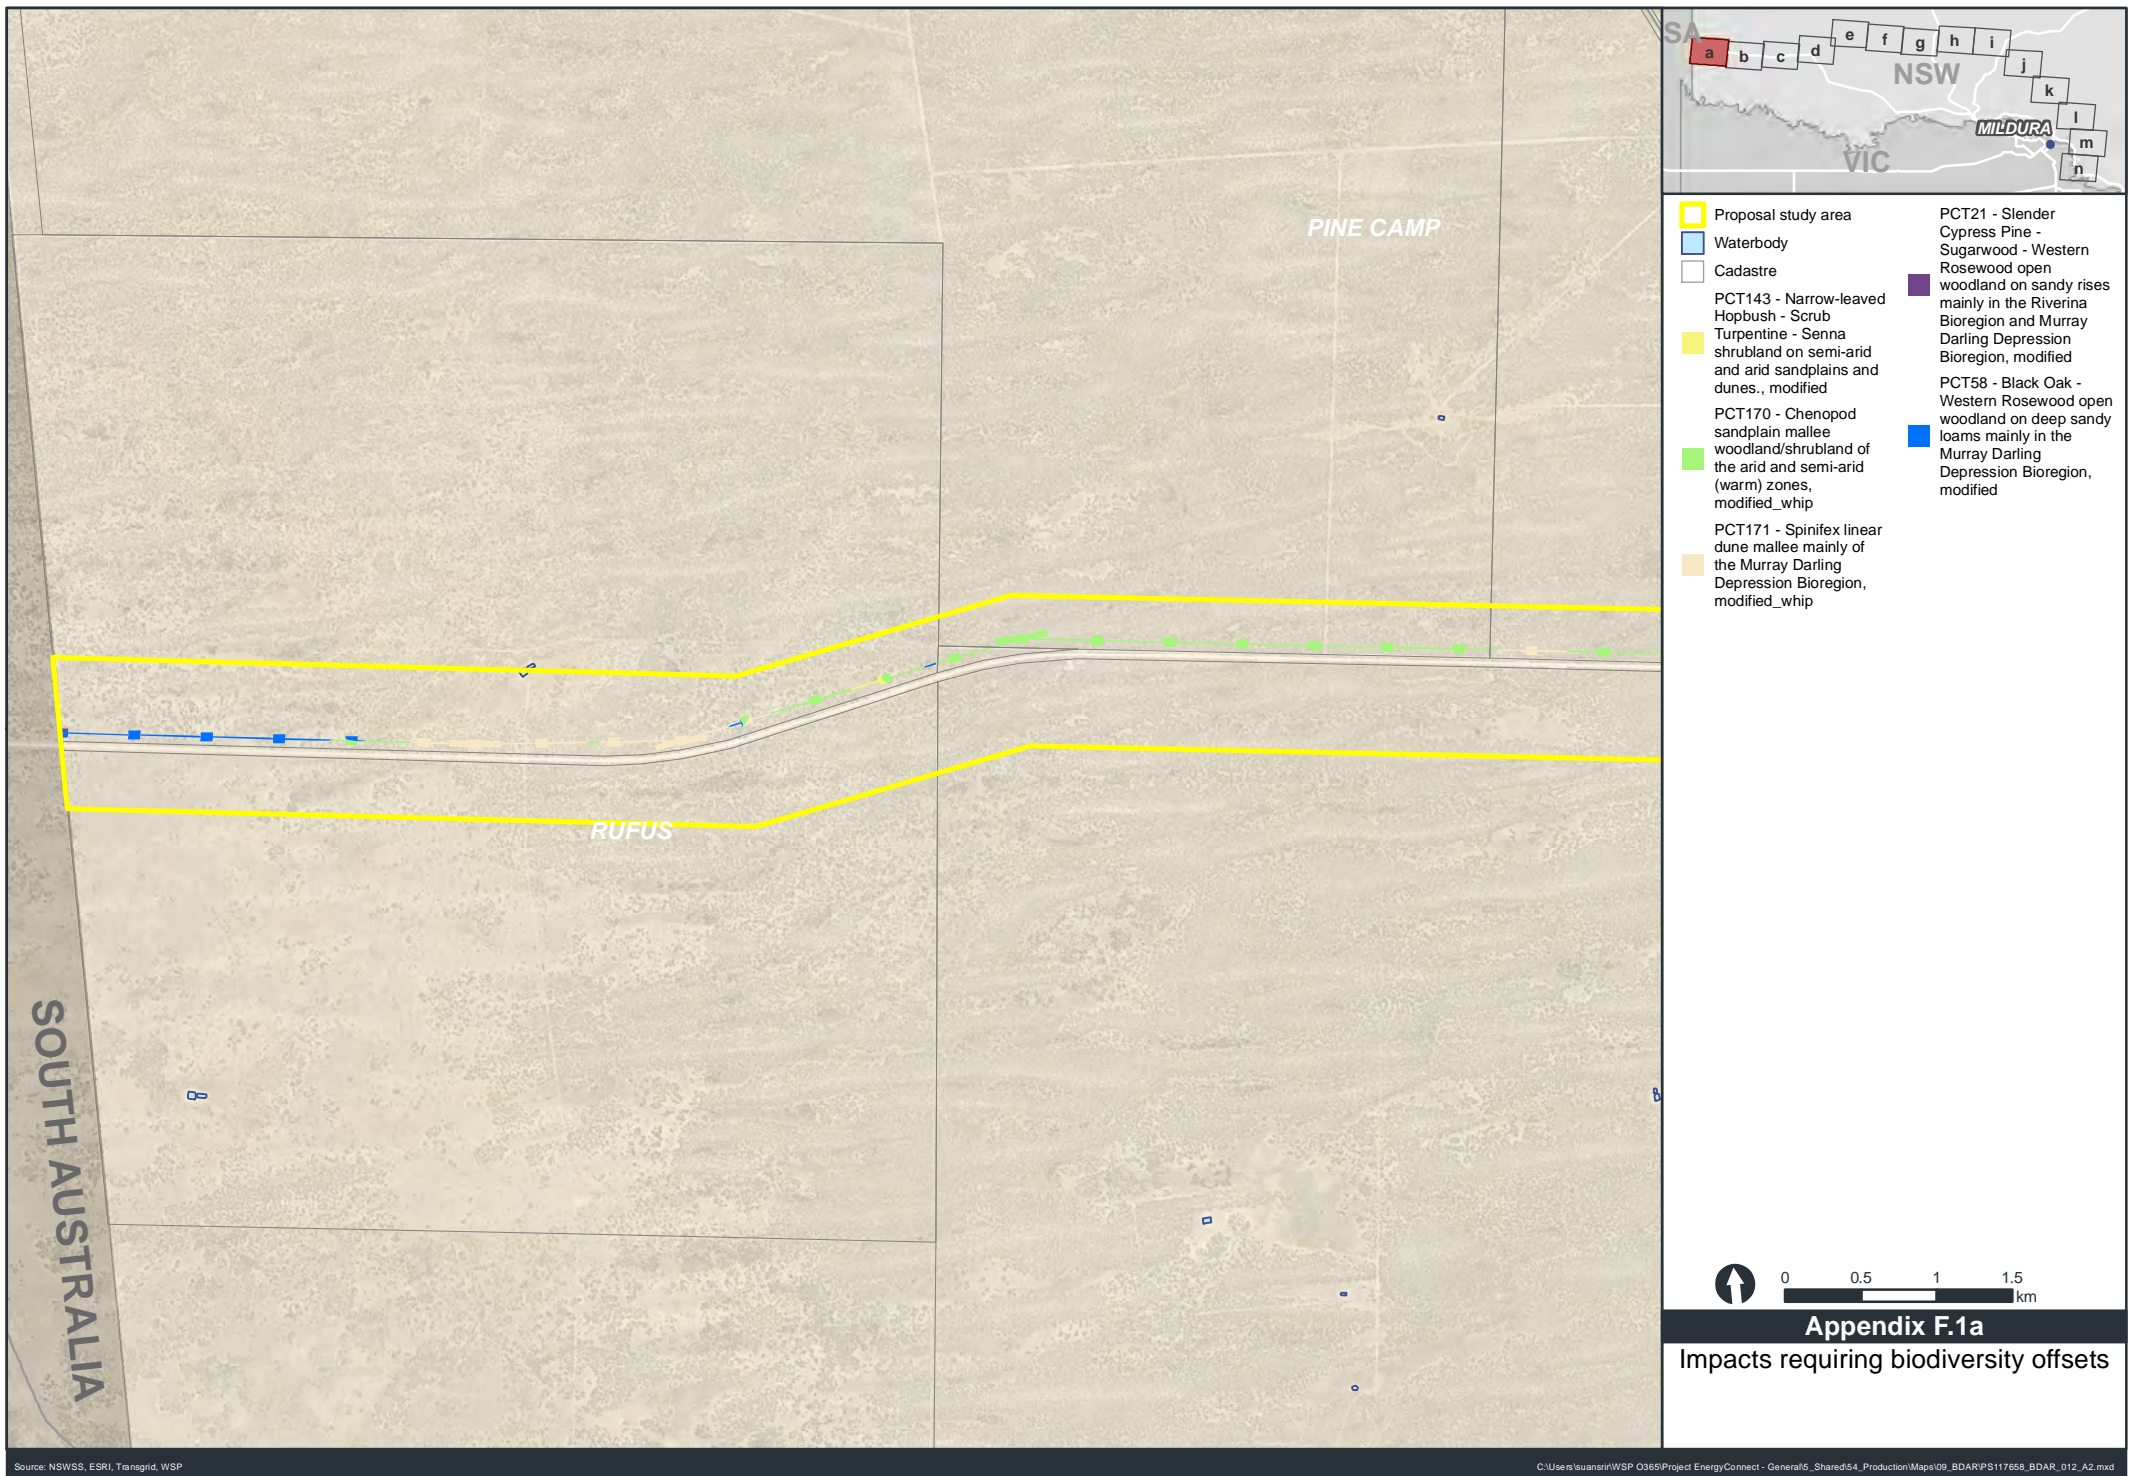 PINE CAMP
RUFUS
SOUTH AUSTRALIA
SA
a
b
c
d
e
f
g
h
i
j
k
l
m
n
NSW
MILDURA
VIC
Proposal study area
Waterbody
Cadastre
PCT143 - Narrow-leaved
Hopbush - Scrub
Turpentine - Senna
shrubland on semi-arid
and arid sandplains and
dunes., modified
PCT170 - Chenopod
sandplain mallee
woodland/shrubland of
the arid and semi-arid
(warm) zones,
modified_whip
PCT171 - Spinifex linear
dune mallee mainly of
the Murray Darling
Depression Bioregion,
modified_whip
PCT21 - Slender
Cypress Pine -
Sugarwood - Western
Rosewood open
woodland on sandy rises
mainly in the Riverina
Bioregion and Murray
Darling Depression
Bioregion, modified
PCT58 - Black Oak -
Western Rosewood open
woodland on deep sandy
loams mainly in the
Murray Darling
Depression Bioregion,
modified
0 0.5 1 1.5
km
Appendix F.1a
Impacts requiring biodiversity offsets
Source: NSWSS, ESRI, Transgrid, WSP
C:\Users\suansrir\WSP O365\Project EnergyConnect - General\5_Shared\54_Production\Maps\09_BDAR\PS117658_BDAR_012_A2.mxd